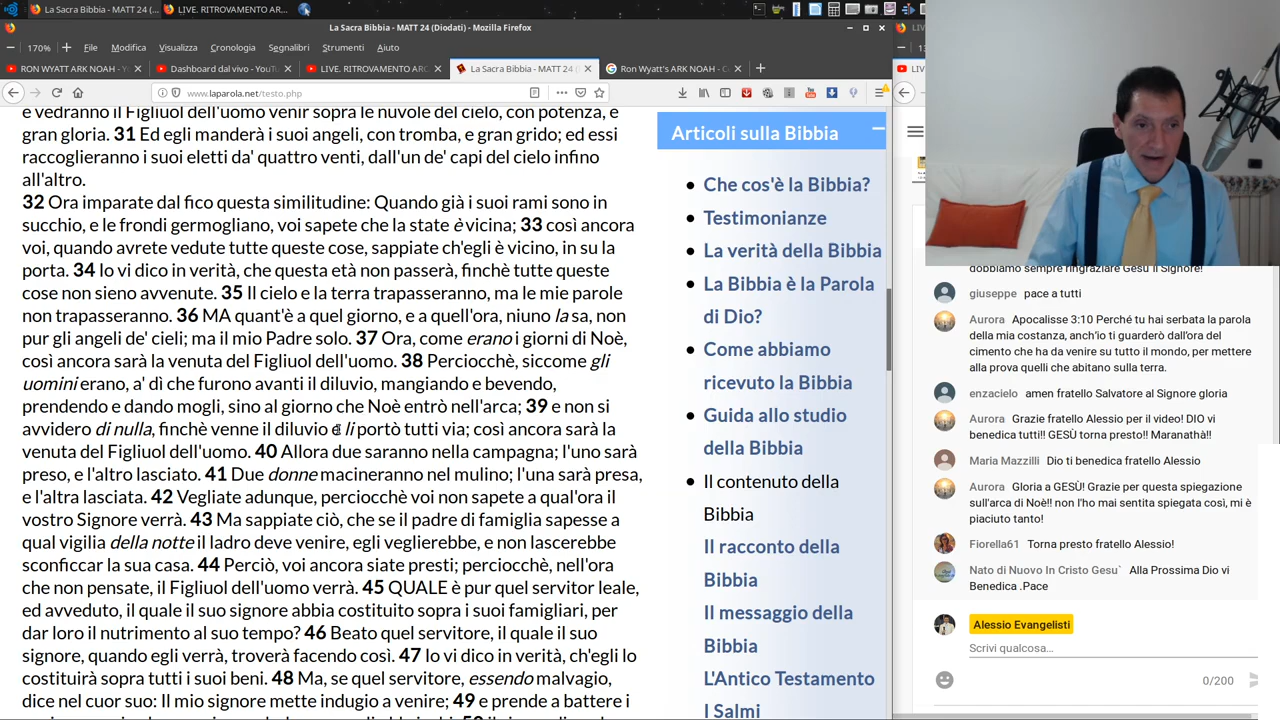 LIVE. RITROVAMENTO AR...
La Sacra Bibbia - MATT 24 (Diodati) - Mozilla Firefox
170%
File Modifica Visualizza Cronologia Segnalibri Strumenti Aiuto
RON WYATT ARK NOAH - Y
Dashboard dal vivo - YouTu
LIVE. RITROVAMENTO ARC
La Sacra Bibbia - MATT 24 (
Ron Wyatt's ARK NOAH - C
www.laparola.net/testo.php
e vedranno il Figliuol dell'uomo venir sopra le nuvole del cielo, con potenza, e
gran gloria. 31 Ed egli manderà i suoi angeli, con tromba, e gran grido; ed essi
raccoglieranno i suoi eletti da' quattro venti, dall'un de' capi del cielo infino
all'altro.
32 Ora imparate dal fico questa similitudine: Quando già i suoi rami sono in
succhio, e le frondi germogliano, voi sapete che la state è vicina; 33 così ancora
voi, quando avrete vedute tutte queste cose, sappiate ch'egli è vicino, in su la
porta. 34 Io vi dico in verità, che questa età non passerà, finchè tutte queste
cose non sieno avvenute. 35 Il cielo e la terra trapasseranno, ma le mie parole
non trapasseranno. 36 MA quant'è a quel giorno, e a quell'ora, niuno la sa, non
pur gli angeli de' cieli; ma il mio Padre solo. 37 Ora, come erano i giorni di Noè,
così ancora sarà la venuta del Figliuol dell'uomo. 38 Perciocchè, siccome gli
uomini erano, a' dì che furono avanti il diluvio, mangiando e bevendo,
prendendo e dando mogli, sino al giorno che Noè entrò nell'arca; 39 e non si
avvidero di nulla, finchè venne il diluvio e li portò tutti via; così ancora sarà la
venuta del Figliuol dell'uomo. 40 Allora due saranno nella campagna; l'uno sarà
preso, e l'altro lasciato. 41 Due donne macineranno nel mulino; l'una sarà presa,
e l'altra lasciata. 42 Vegliate adunque, perciocchè voi non sapete a qual'ora il
vostro Signore verrà. 43 Ma sappiate ciò, che se il padre di famiglia sapesse a
qual vigilia della notte il ladro deve venire, egli veglierebbe, e non lascerebbe
sconficcar la sua casa. 44 Perciò, voi ancora siate presti; perciocchè, nell'ora
che non pensate, il Figliuol dell'uomo verrà. 45 QUALE è pur quel servitor leale,
ed avveduto, il quale il suo signore abbia costituito sopra i suoi famigliari, per
dar loro il nutrimento al suo tempo? 46 Beato quel servitore, il quale il suo
signore, quando egli verrà, troverà facendo così. 47 Io vi dico in verità, ch'egli lo
costituirà sopra tutti i suoi beni. 48 Ma, se quel servitore, essendo malvagio,
dice nel cuor suo: Il mio signore mette indugio a venire; 49 e prende a battere i
Articoli sulla Bibbia
Che cos'è la Bibbia?
Testimonianze
La verità della Bibbia
La Bibbia è la Parola
di Dio?
Come abbiamo
ricevuto la Bibbia
Guida allo studio
della Bibbia
Il contenuto della
Bibbia
Il racconto della
Bibbia
Il messaggio della
Bibbia
L'Antico Testamento
I Salmi
dobbiamo sempre ringraziare Gesù il Signore!
giuseppe pace a tutti
Aurora Apocalisse 3:10 Perché tu hai serbata la parola
della mia costanza, anch'io ti guarderò dall'ora del
cimento che ha da venire su tutto il mondo, per mettere
alla prova quelli che abitano sulla terra.
enzacielo amen fratello Salvatore al Signore gloria
Aurora Grazie fratello Alessio per il video! DIO vi
benedica tutti!! GESÙ torna presto!! Maranathà!!
Maria Mazzilli Dio ti benedica fratello Alessio
Aurora Gloria a GESÙ! Grazie per questa spiegazione
sull'arca di Noè!! non l'ho mai sentita spiegata così, mi è
piaciuto tanto!
Fiorella61 Torna presto fratello Alessio!
Nato di Nuovo In Cristo Gesu` Alla Prossima Dio vi
Benedica .Pace
Alessio Evangelisti
Scrivi qualcosa...
0/200